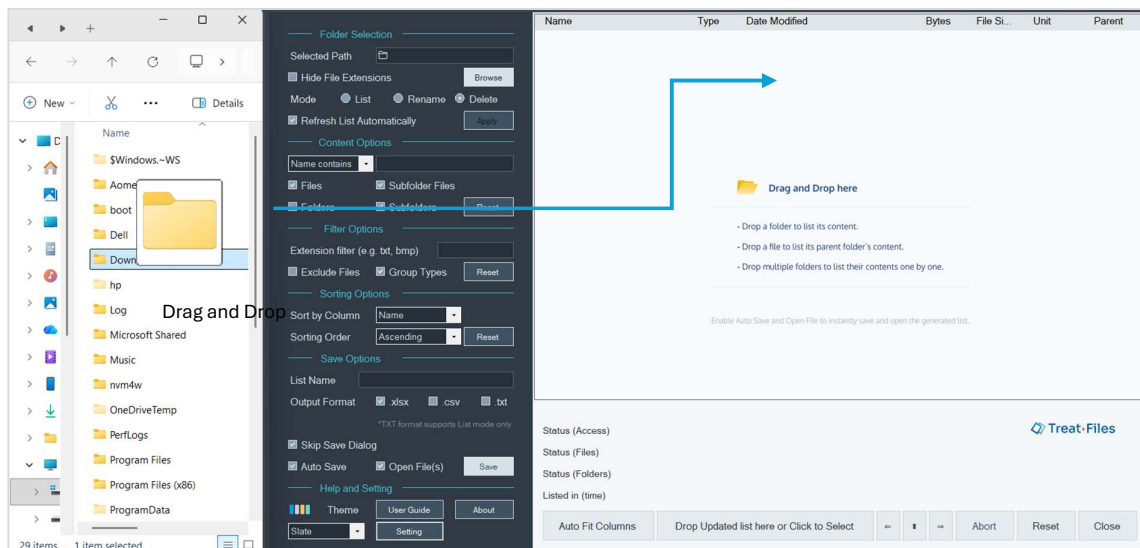 New
Details
Name
$Windows.~WS
Aome
boot
Dell
Down
hp
Log
Microsoft Shared
Music
nvm4w
OneDriveTemp
PerfLogs
Program Files
Program Files (x86)
ProgramData
29 items 1 item selected
D
Drag and Drop
Folder Selection
Selected Path
Hide File Extensions Browse
Mode List Rename Delete
Refresh List Automatically Apply
Content Options
Name contains
Files Subfolder Files
Folders Subfolders Reset
Filter Options
Extension filter (e.g. txt, bmp)
Exclude Files Group Types Reset
Sorting Options
Sort by Column Name
Sorting Order Ascending Reset
Save Options
List Name
Output Format .xlsx .csv .txt
*TXT format supports List mode only
Skip Save Dialog
Auto Save Open File(s) Save
Help and Setting
Theme User Guide About
Slate Setting
Name Type Date Modified Bytes File Si... Unit Parent
Drag and Drop here
- Drop a folder to list its content.
- Drop a file to list its parent folder's content.
- Drop multiple folders to list their contents one by one.
Enable Auto Save and Open File to instantly save and open the generated list.
Status (Access)
Treat•Files
Status (Files)
Status (Folders)
Listed in (time)
Auto Fit Columns Drop Updated list here or Click to Select Abort Reset Close